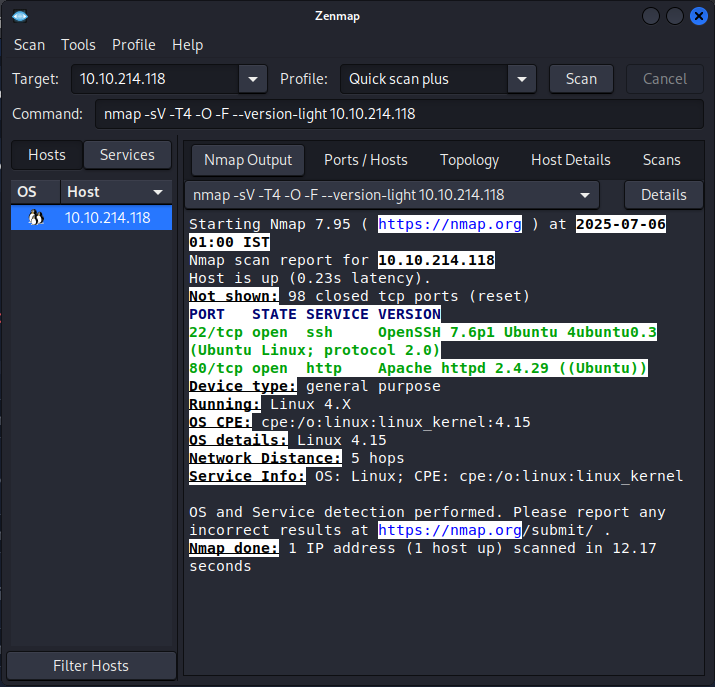 Zenmap
Scan Tools Profile Help
Target: 10.10.214.118 Profile: Quick scan plus Scan Cancel
Command: nmap -sV -T4 -O -F --version-light 10.10.214.118
Hosts Services
Nmap Output Ports / Hosts Topology Host Details Scans
OS Host
nmap -sV -T4 -O -F --version-light 10.10.214.118 Details
10.10.214.118
Starting Nmap 7.95 ( https://nmap.org ) at 2025-07-06
01:00 IST
Nmap scan report for 10.10.214.118
Host is up (0.23s latency).
Not shown: 98 closed tcp ports (reset)
PORT   STATE SERVICE VERSION
22/tcp open  ssh     OpenSSH 7.6p1 Ubuntu 4ubuntu0.3
(Ubuntu Linux; protocol 2.0)
80/tcp open  http    Apache httpd 2.4.29 ((Ubuntu))
Device type: general purpose
Running: Linux 4.X
OS CPE: cpe:/o:linux:linux_kernel:4.15
OS details: Linux 4.15
Network Distance: 5 hops
Service Info: OS: Linux; CPE: cpe:/o:linux:linux_kernel
OS and Service detection performed. Please report any
incorrect results at https://nmap.org/submit/ .
Nmap done: 1 IP address (1 host up) scanned in 12.17
seconds
Filter Hosts